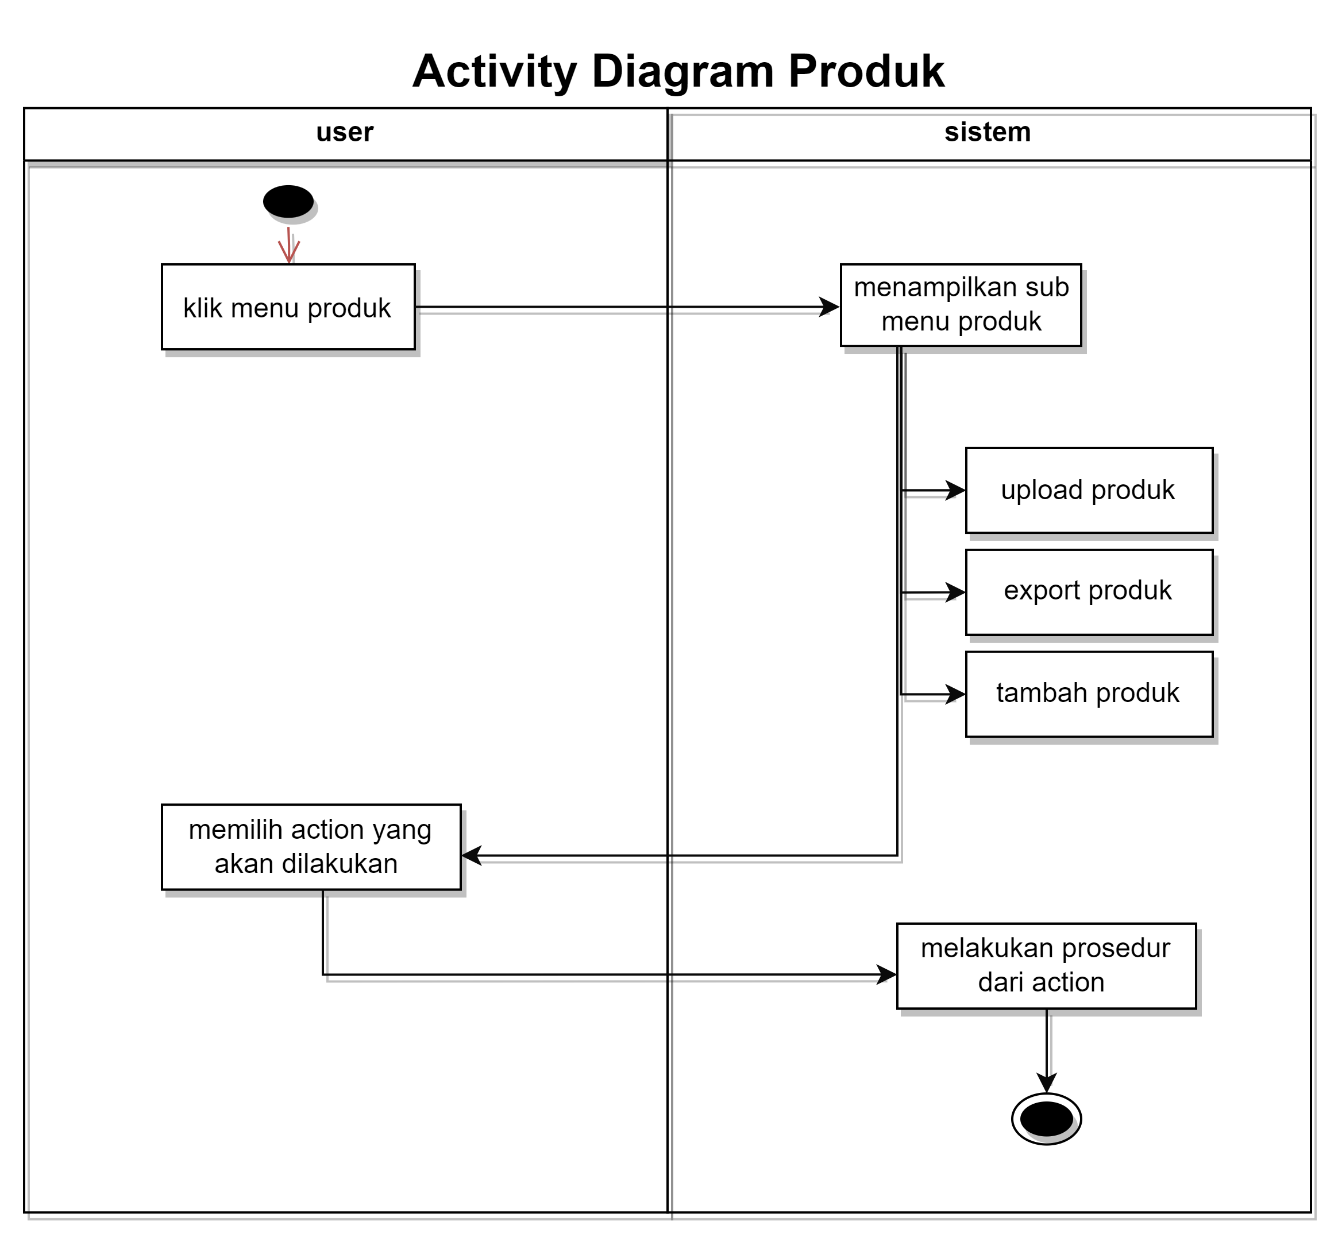 Activity Diagram Produk
user
sistem
klik menu produk
menampilkan sub
menu produk
upload produk
export produk
tambah produk
memilih action yang
akan dilakukan
melakukan prosedur
dari action